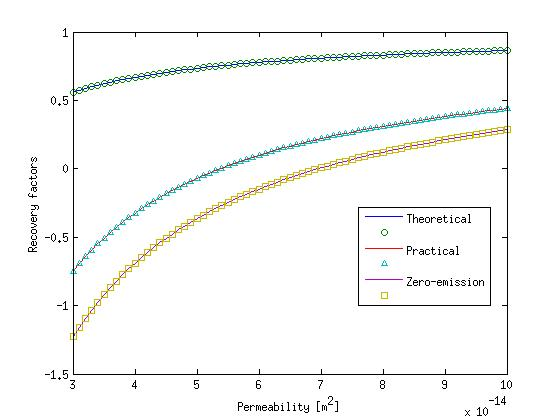 1
0.5
0
-0.5
-1
-1.5
Recovery factors
Theoretical
Practical
Zero-emission
3 4 5 6 7 8 9 10
Permeability [m²]
x 10⁻¹⁴